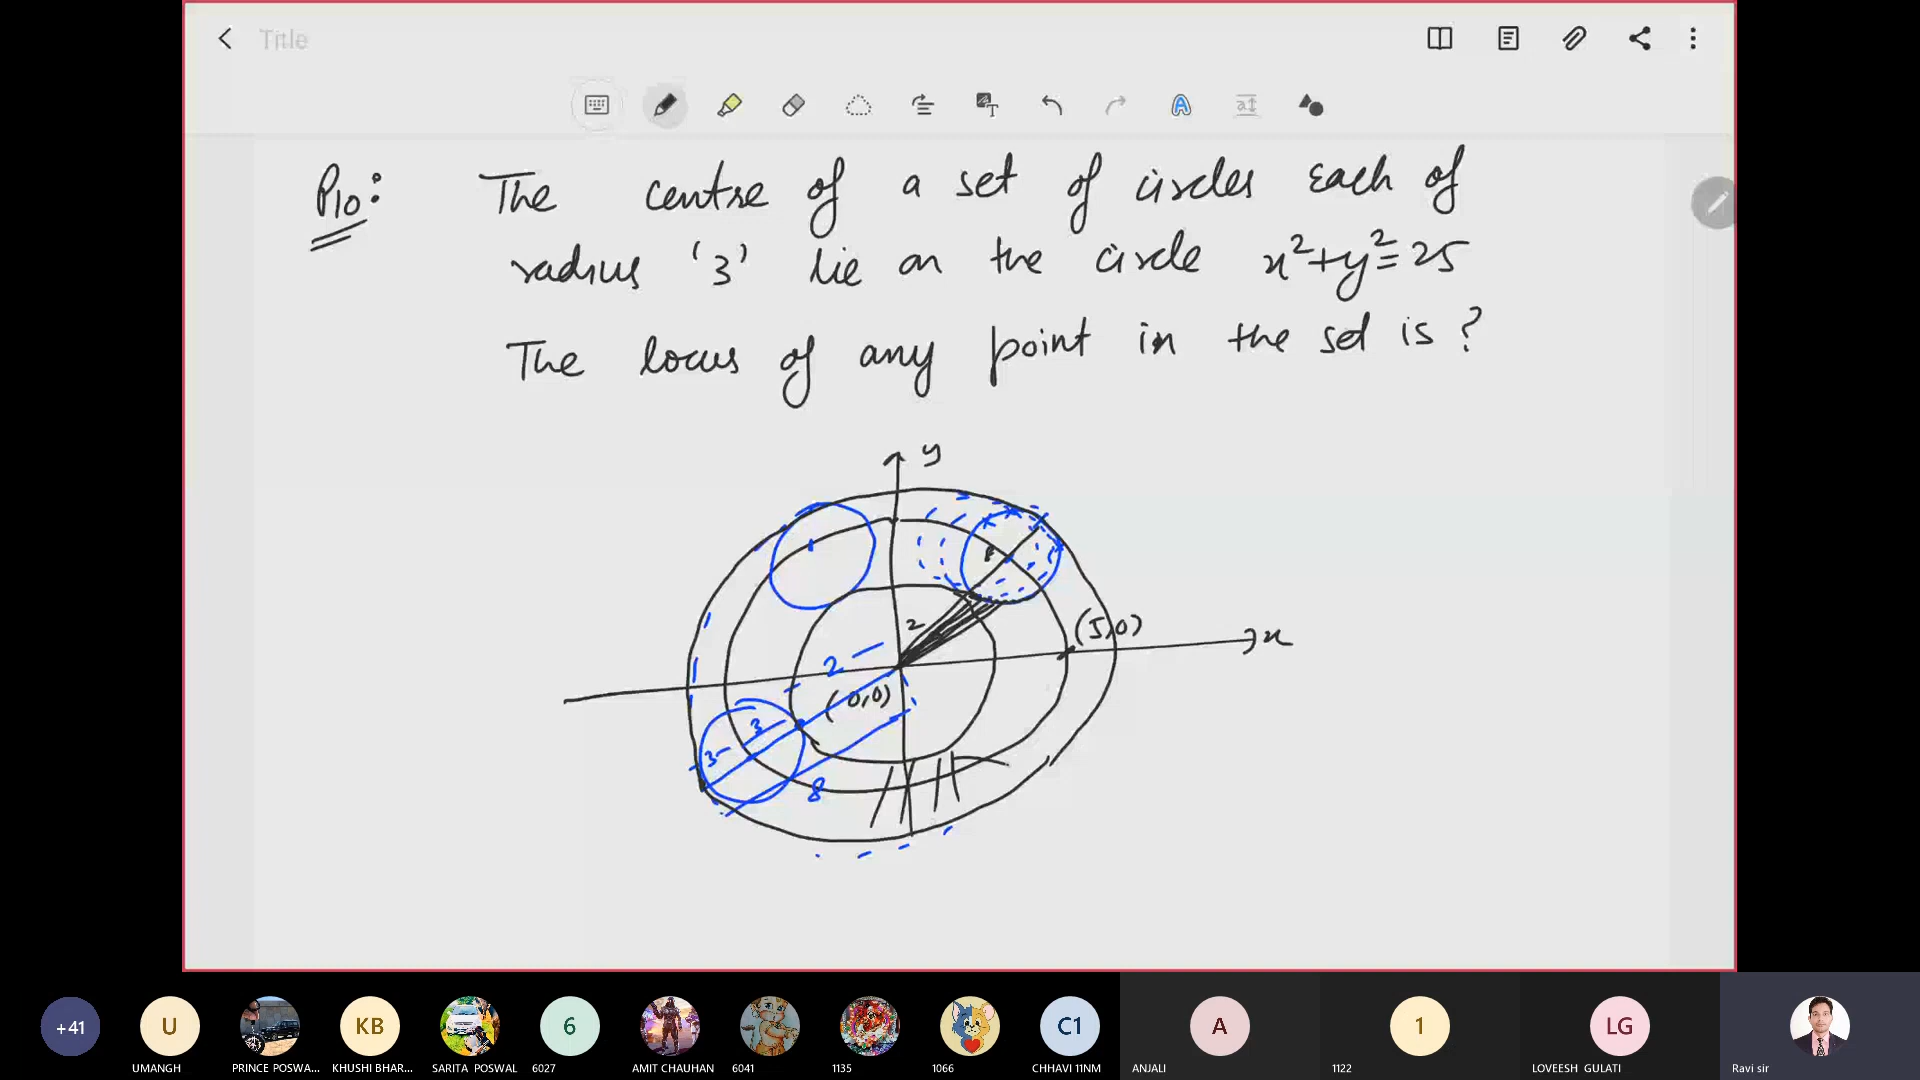 Title
P10: The centre of a set of circles each of
radius '3' lie on the circle x²+y²=25
The locus of any point in the set is ?
y
2
(5,0)
x
2
(0,0)
3
3
8
+41
U
KB
6
C1
A
1
LG
UMANGH
PRINCE POSWA...
KHUSHI BHAR...
SARITA POSWAL
6027
AMIT CHAUHAN
6041
1135
1066
CHHAVI 11NM
ANJALI
1122
LOVEESH GULATI
Ravi sir